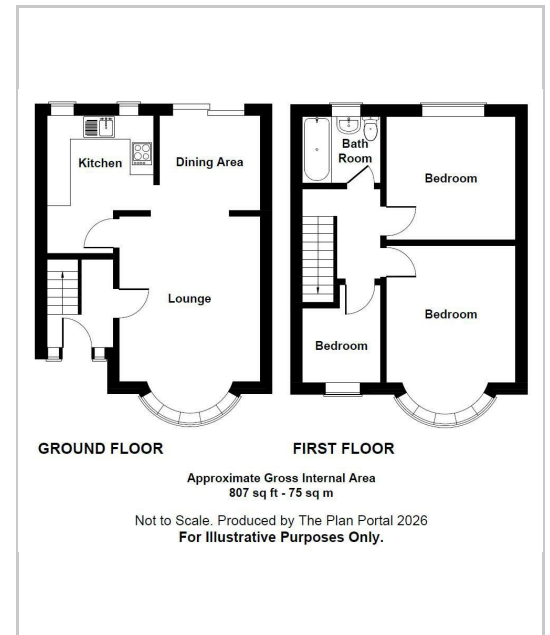 Kitchen
Dining Area
Lounge
Bath
Room
Bedroom
Bedroom
Bedroom
GROUND FLOOR
FIRST FLOOR
Approximate Gross Internal Area
807 sq ft - 75 sq m
Not to Scale. Produced by The Plan Portal 2026
For Illustrative Purposes Only.